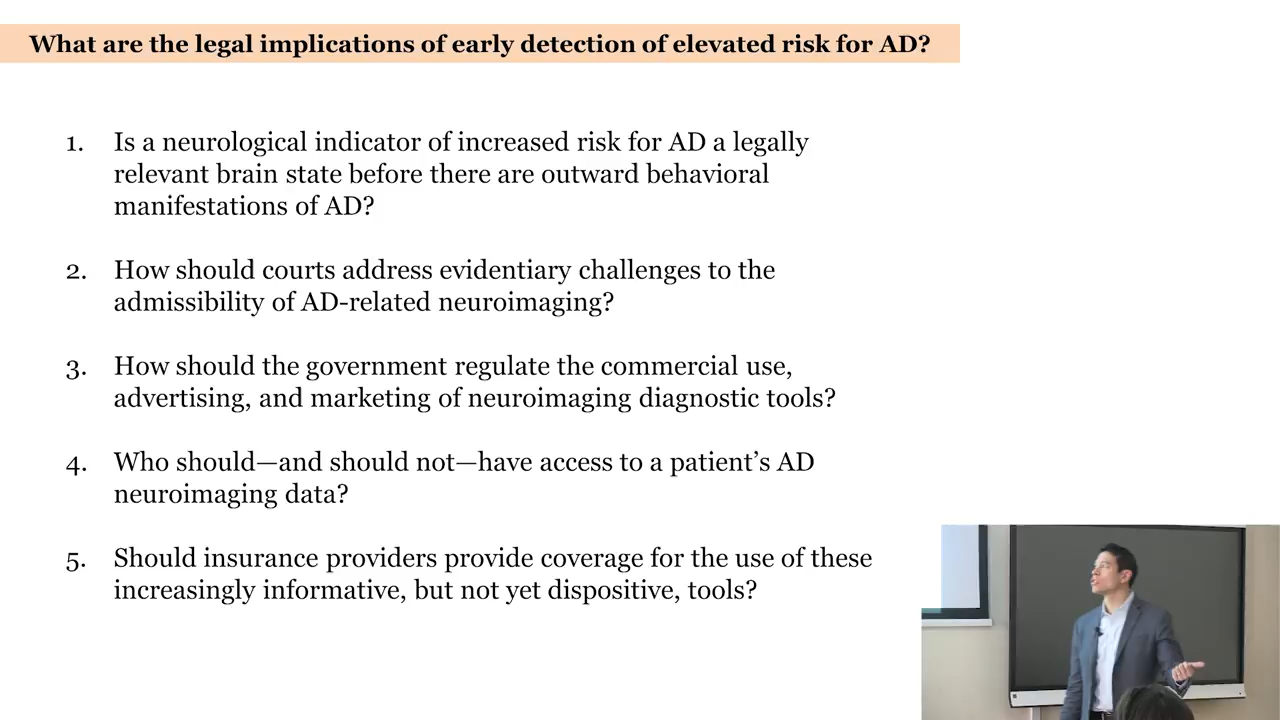 What are the legal implications of early detection of elevated risk for AD?
1. Is a neurological indicator of increased risk for AD a legally
relevant brain state before there are outward behavioral
manifestations of AD?
2. How should courts address evidentiary challenges to the
admissibility of AD-related neuroimaging?
3. How should the government regulate the commercial use,
advertising, and marketing of neuroimaging diagnostic tools?
4. Who should—and should not—have access to a patient’s AD
neuroimaging data?
5. Should insurance providers provide coverage for the use of these
increasingly informative, but not yet dispositive, tools?